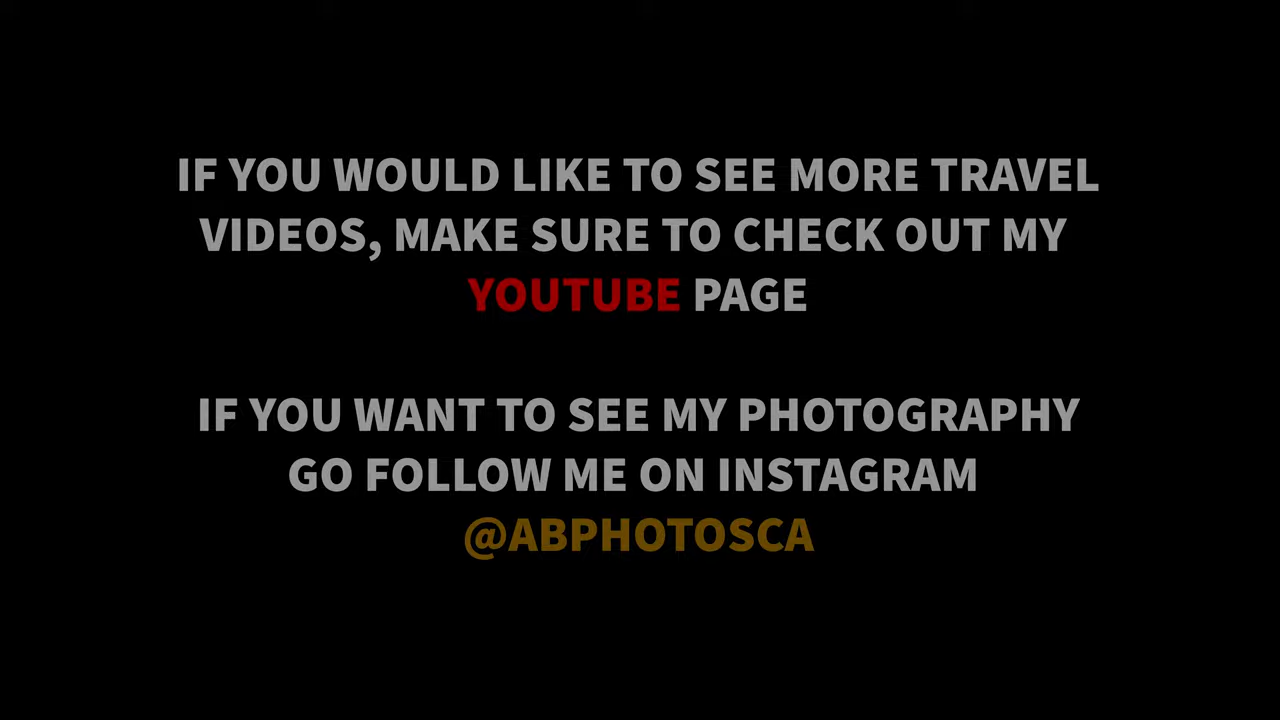 IF YOU WOULD LIKE TO SEE MORE TRAVEL
VIDEOS, MAKE SURE TO CHECK OUT MY
YOUTUBE PAGE
IF YOU WANT TO SEE MY PHOTOGRAPHY
GO FOLLOW ME ON INSTAGRAM
@ABPHOTOSCA